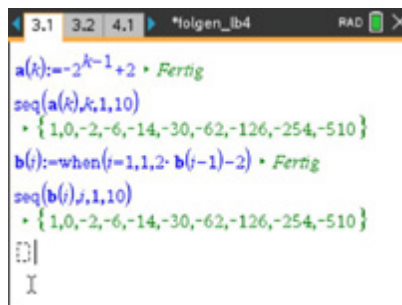 3.1 3.2 4.1 *folgen_lb4 RAD
a(k):=-2^(k-1)+2 ▸ Fertig
seq(a(k),k,1,10)
▸ {1,0,-2,-6,-14,-30,-62,-126,-254,-510}
b(i):=when(i=1,1,2· b(i-1)-2) ▸ Fertig
seq(b(i),i,1,10)
▸ {1,0,-2,-6,-14,-30,-62,-126,-254,-510}